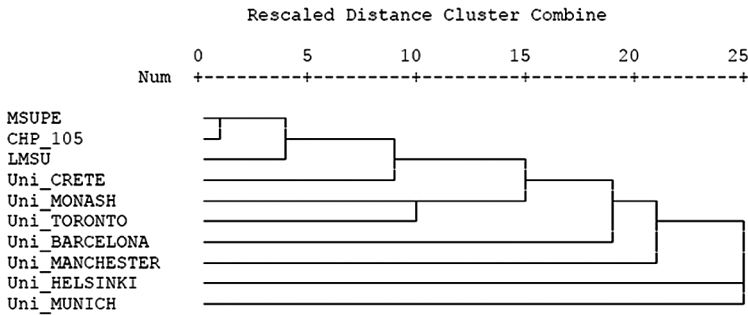 Rescaled Distance Cluster Combine
0 5 10 15 20 25
Num +---------+---------+---------+---------+---------+
MSUPE
CHP_105
LMSU
Uni_CRETE
Uni_MONASH
Uni_TORONTO
Uni_BARCELONA
Uni_MANCHESTER
Uni_HELSINKI
Uni_MUNICH